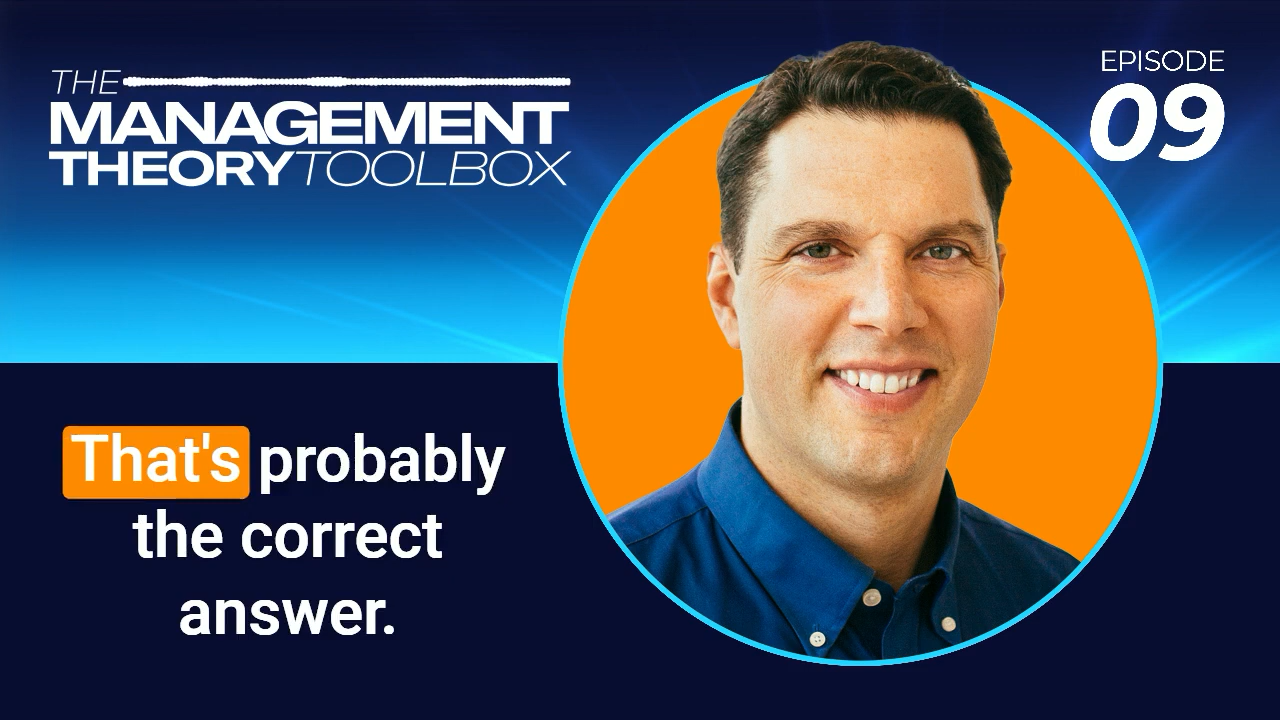 THE
MANAGEMENT
THEORYTOOLBOX
EPISODE
09
That's probably
the correct
answer.